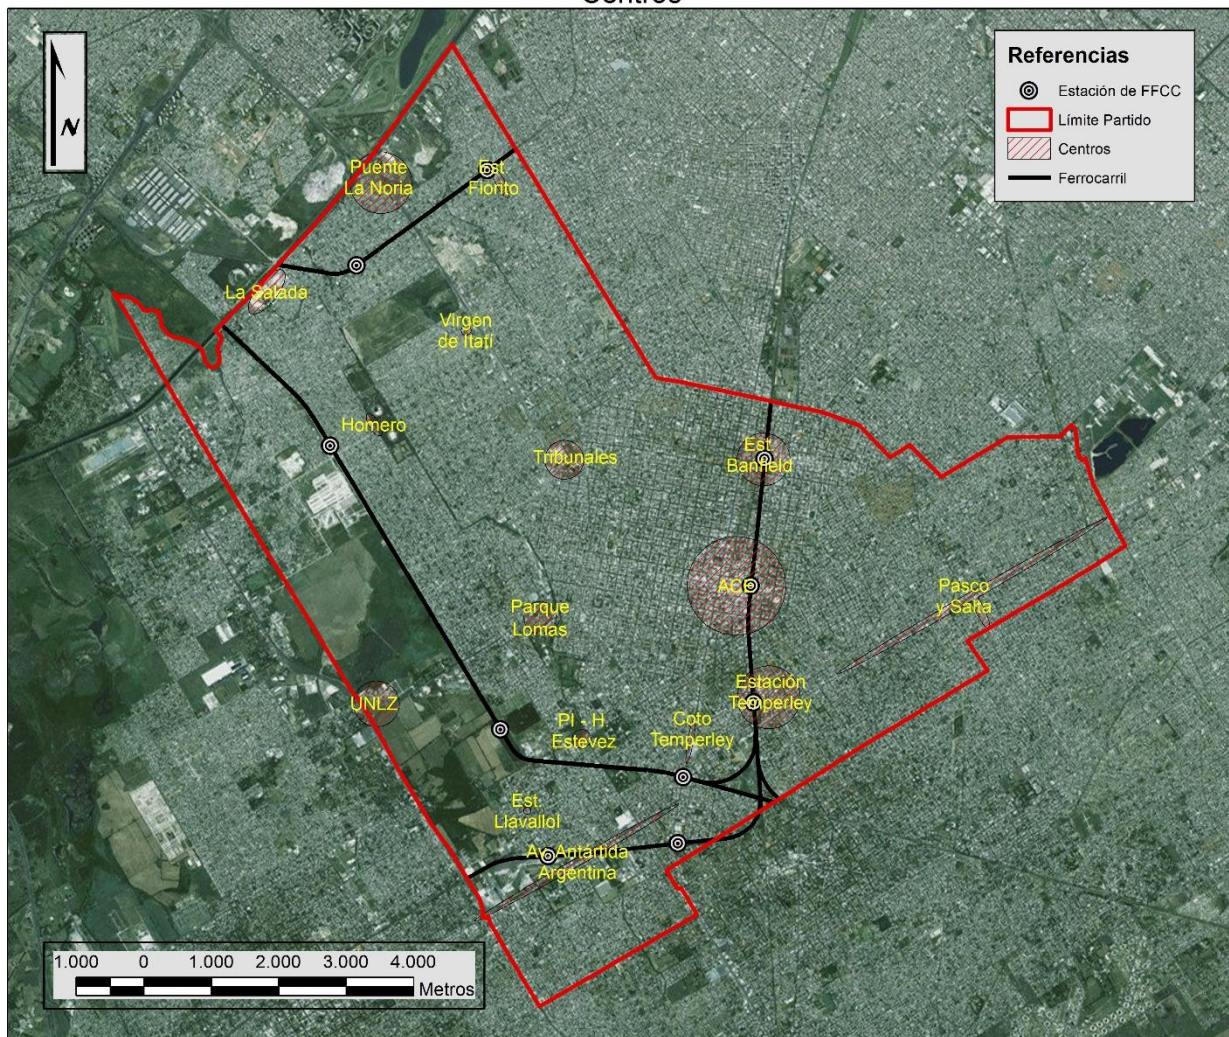 Centros
N
Referencias
Estación de FFCC
Límite Partido
Centros
Ferrocarril
Puente
La Noria
Est.
Fiorito
La Salada
Virgen
de Itatí
Homero
Tribunales
Est.
Banfield
Parque
Lomas
Pasco
y Salta
UNLZ
Estación
Temperley
PI - H.
Estevez
Coto
Temperley
Est.
Llavallol
Av. Antártida
Argentina
1.000 0 1.000 2.000 3.000 4.000
Metros